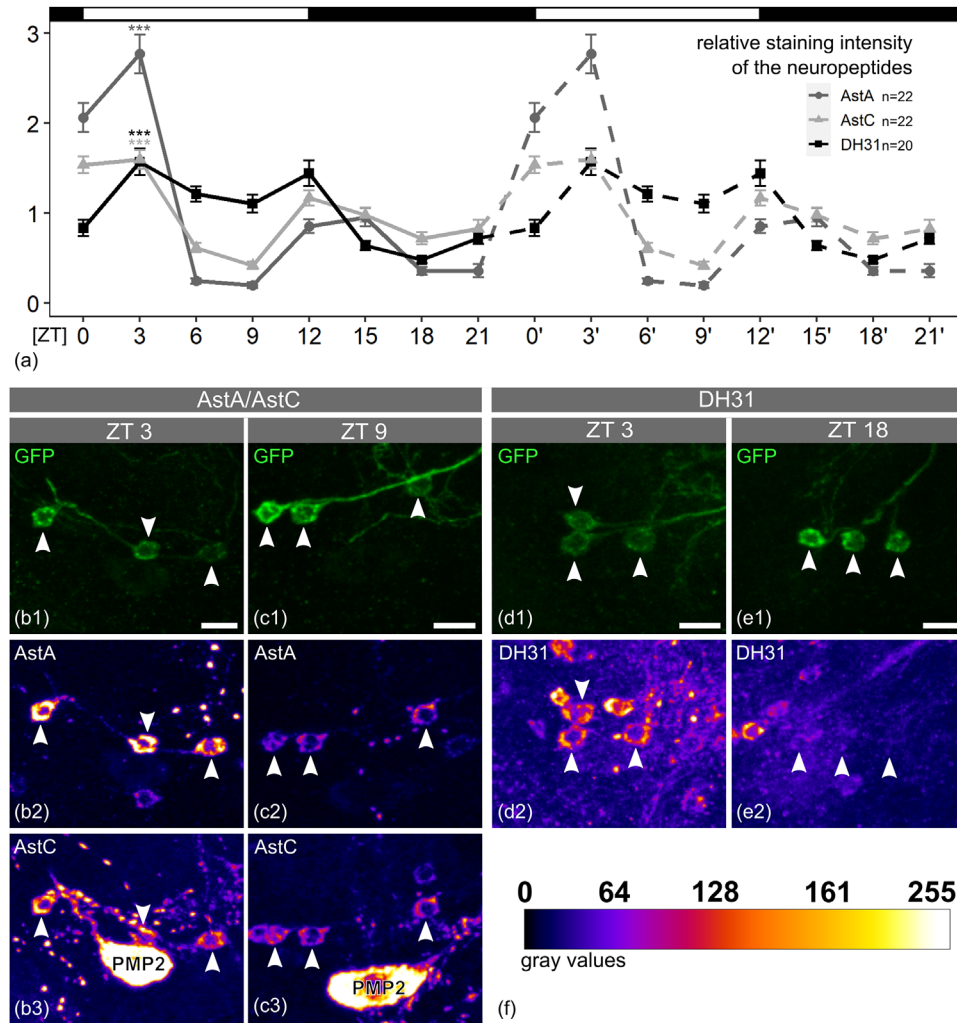 3
2
1
0
***
***
***
relative staining intensity
of the neuropeptides
AstA n=22
AstC n=22
DH31 n=20
[ZT] 0 3 6 9 12 15 18 21 0' 3' 6' 9' 12' 15' 18' 21'
(a)
AstA/AstC DH31
ZT 3 ZT 9 ZT 3 ZT 18
GFP GFP GFP GFP
(b1) (c1) (d1) (e1)
AstA AstA DH31 DH31
(b2) (c2) (d2) (e2)
AstC AstC
PMP2 PMP2
(b3) (c3)
0 64 128 161 255
gray values
(f)